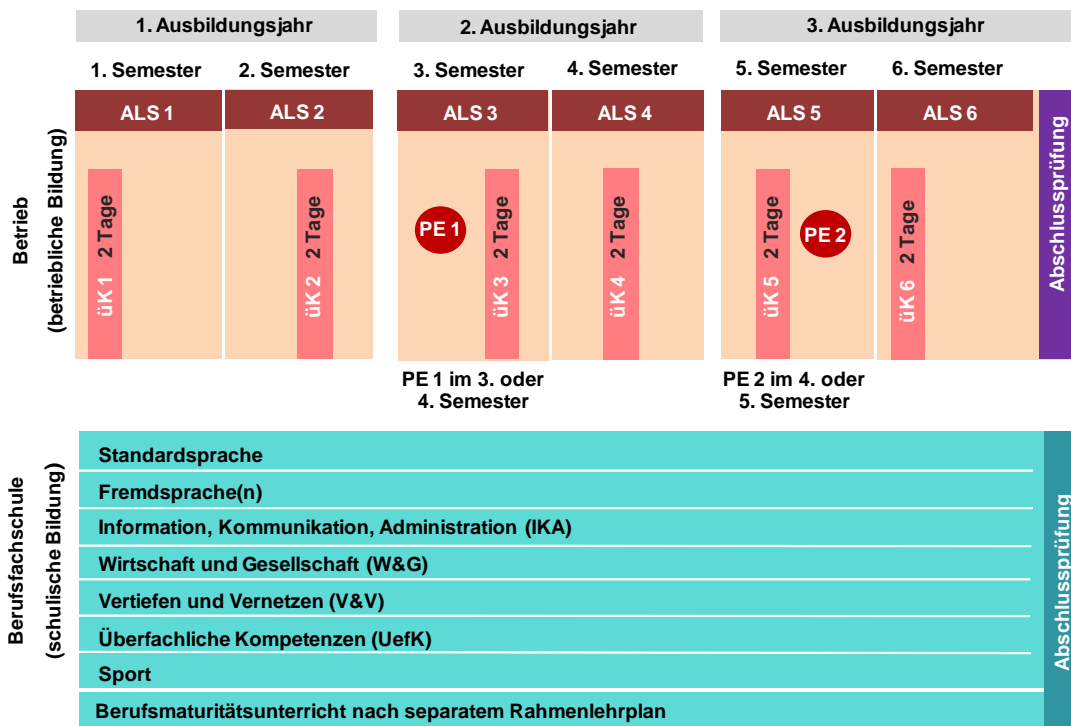 1. Ausbildungsjahr
2. Ausbildungsjahr
3. Ausbildungsjahr
1. Semester
2. Semester
3. Semester
4. Semester
5. Semester
6. Semester
Betrieb
(betriebliche Bildung)
ALS 1
ALS 2
ALS 3
ALS 4
ALS 5
ALS 6
üK 1 2 Tage
üK 2 2 Tage
PE 1
üK 3 2 Tage
üK 4 2 Tage
üK 5 2 Tage
PE 2
üK 6 2 Tage
Abschlussprüfung
PE 1 im 3. oder
4. Semester
PE 2 im 4. oder
5. Semester
Berufsfachschule
(schulische Bildung)
Standardsprache
Fremdsprache(n)
Information, Kommunikation, Administration (IKA)
Wirtschaft und Gesellschaft (W&G)
Vertiefen und Vernetzen (V&V)
Überfachliche Kompetenzen (UefK)
Sport
Berufsmaturitätsunterricht nach separatem Rahmenlehrplan
Abschlussprüfung